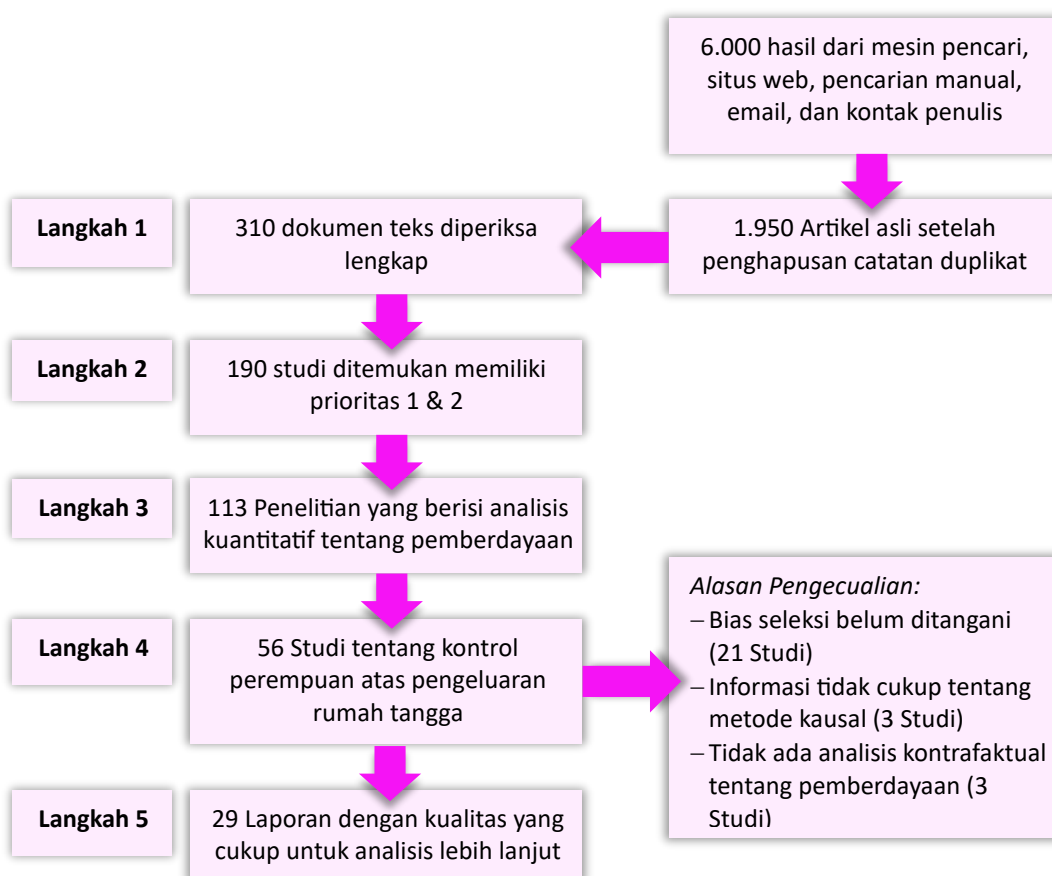 6.000 hasil dari mesin pencari,
situs web, pencarian manual,
email, dan kontak penulis
1.950 Artikel asli setelah
penghapusan catatan duplikat
Langkah 1
310 dokumen teks diperiksa
lengkap
Langkah 2
190 studi ditemukan memiliki
prioritas 1 & 2
Langkah 3
113 Penelitian yang berisi analisis
kuantitatif tentang pemberdayaan
Langkah 4
56 Studi tentang kontrol
perempuan atas pengeluaran
rumah tangga
Alasan Pengecualian:
– Bias seleksi belum ditangani
(21 Studi)
– Informasi tidak cukup tentang
metode kausal (3 Studi)
– Tidak ada analisis kontrafaktual
tentang pemberdayaan (3
Studi)
Langkah 5
29 Laporan dengan kualitas yang
cukup untuk analisis lebih lanjut